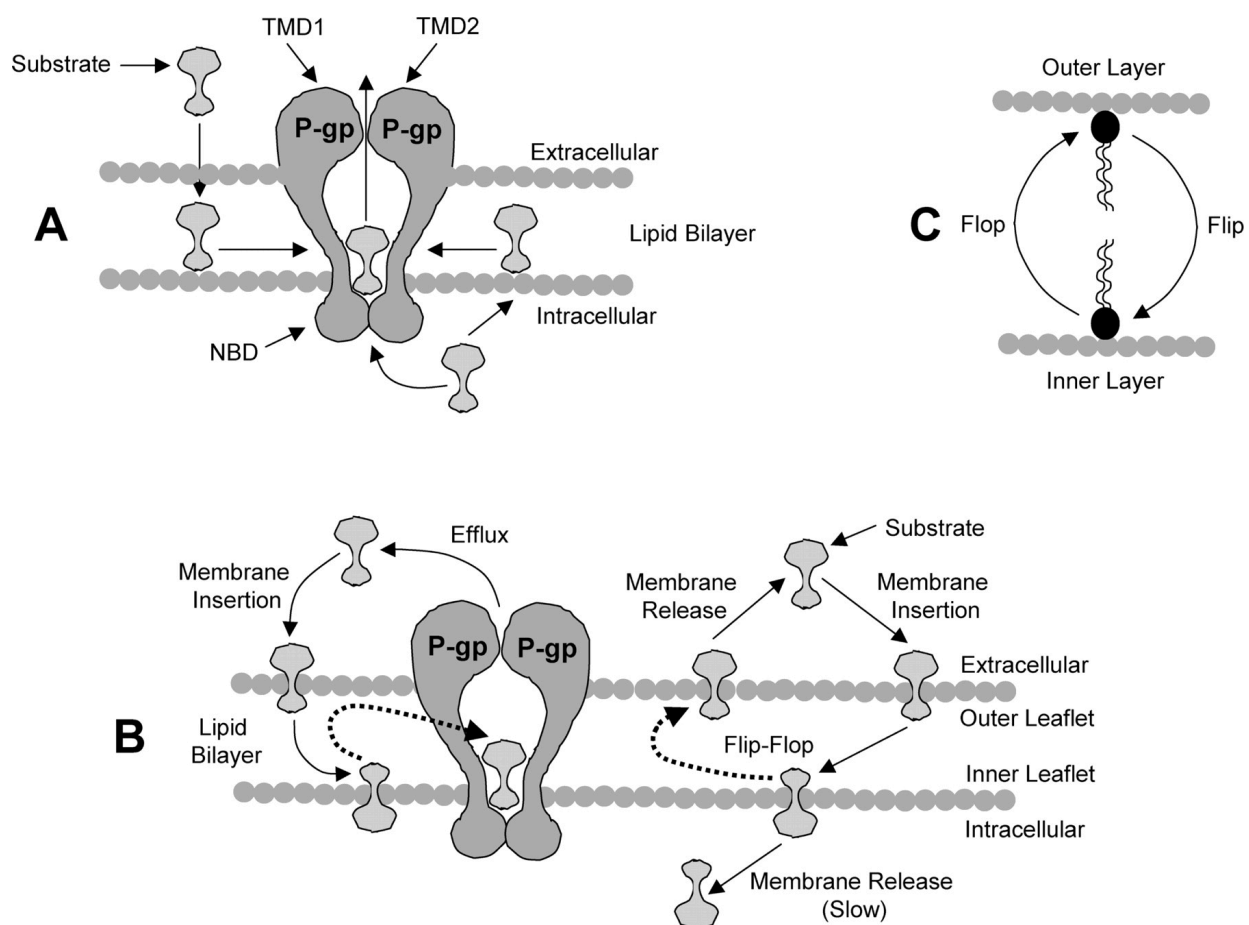 TMD1
TMD2
Substrate
P-gp
P-gp
Extracellular
A
Lipid Bilayer
Intracellular
NBD
Outer Layer
C
Flop
Flip
Inner Layer
Efflux
Membrane
Insertion
P-gp
P-gp
B
Lipid
Bilayer
Substrate
Membrane
Release
Membrane
Insertion
Extracellular
Outer Leaflet
Flip-Flop
Inner Leaflet
Intracellular
Membrane Release
(Slow)